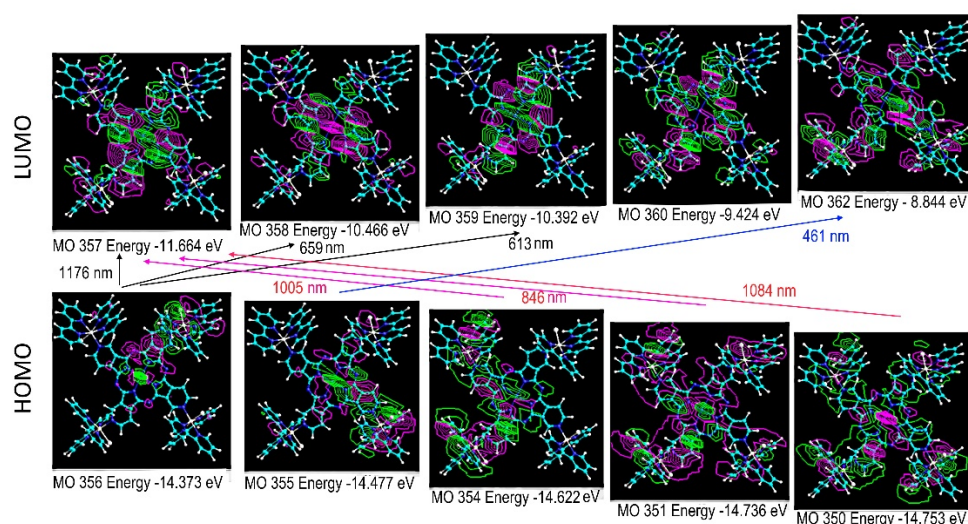 LUMO
MO 357 Energy -11.664 eV
MO 358 Energy -10.466 eV
MO 359 Energy -10.392 eV
MO 360 Energy -9.424 eV
MO 362 Energy - 8.844 eV
1176 nm
659 nm
613 nm
461 nm
1005 nm
846 nm
1084 nm
HOMO
MO 356 Energy -14.373 eV
MO 355 Energy -14.477 eV
MO 354 Energy -14.622 eV
MO 351 Energy -14.736 eV
MO 350 Energy -14.753 eV